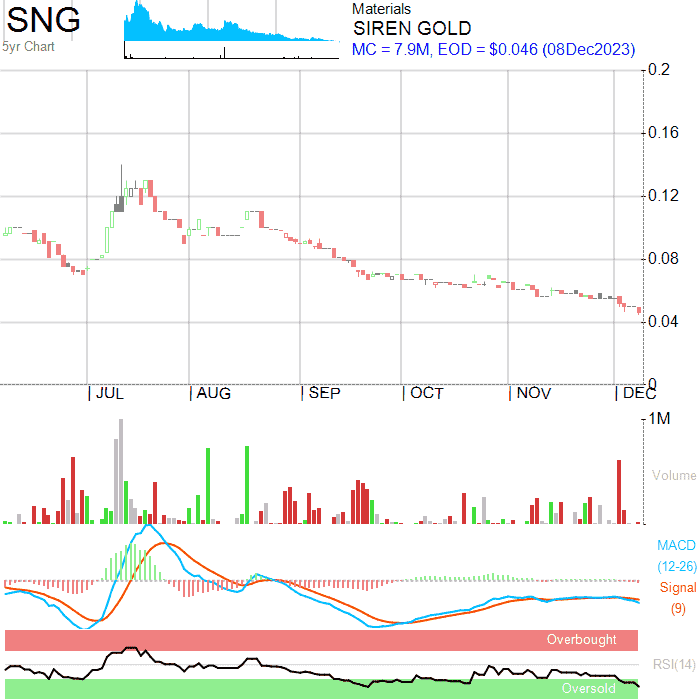 SNG
5yr Chart
Materials
SIREN GOLD
MC = 7.9M, EOD = $0.046 (08Dec2023)
0.2
0.16
0.12
0.08
0.04
0
JUL AUG SEP OCT NOV DEC
1M
Volume
MACD
(12-26)
Signal
(9)
Overbought
RSI(14)
Oversold